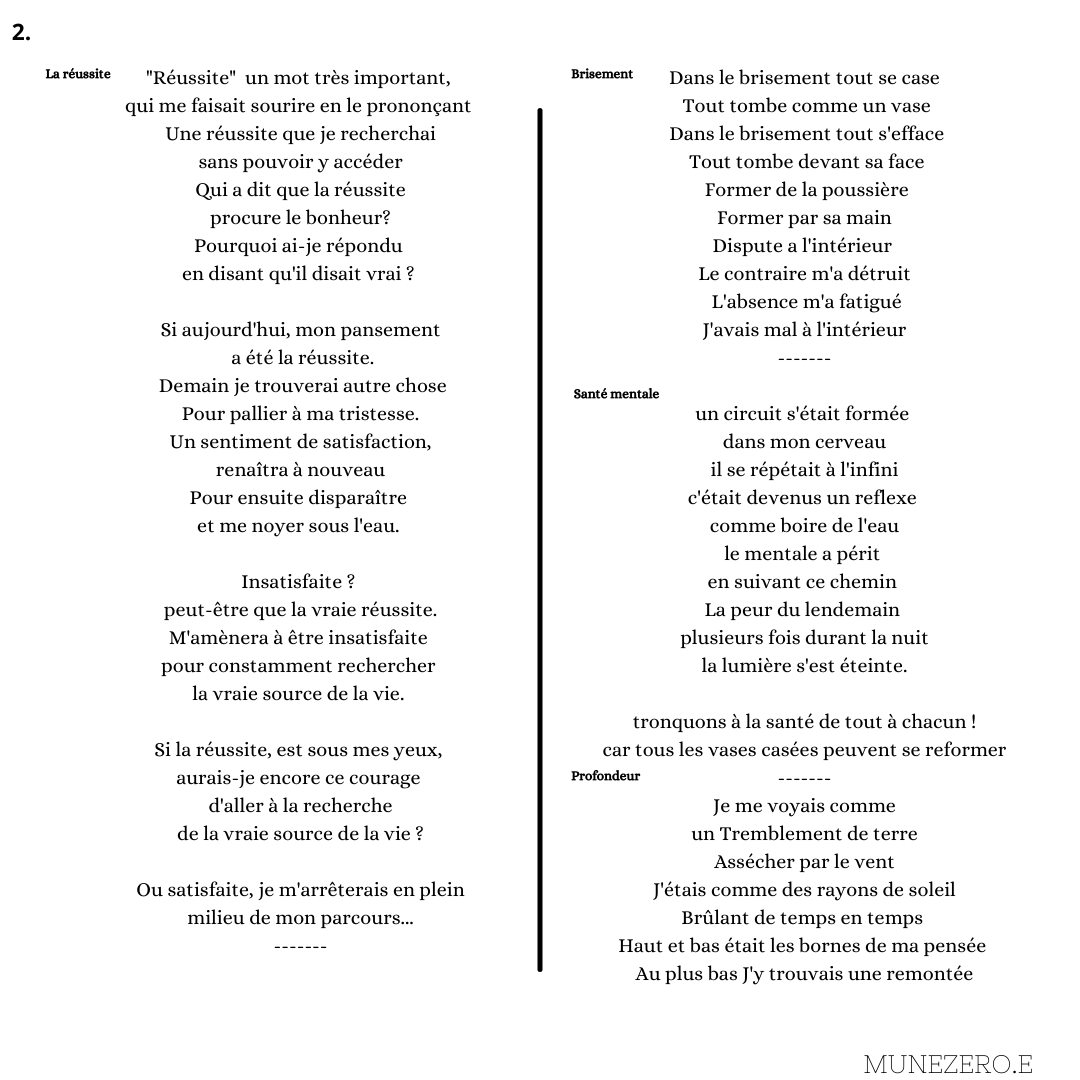 2.
La réussite
"Réussite"  un mot très important,
qui me faisait sourire en le prononçant
Une réussite que je recherchai
sans pouvoir y accéder
Qui a dit que la réussite
procure le bonheur?
Pourquoi ai-je répondu
en disant qu'il disait vrai ?
Si aujourd'hui, mon pansement
a été la réussite.
Demain je trouverai autre chose
Pour pallier à ma tristesse.
Un sentiment de satisfaction,
renaîtra à nouveau
Pour ensuite disparaître
et me noyer sous l'eau.
Insatisfaite ?
peut-être que la vraie réussite.
M'amènera à être insatisfaite
pour constamment rechercher
la vraie source de la vie.
Si la réussite, est sous mes yeux,
aurais-je encore ce courage
d'aller à la recherche
de la vraie source de la vie ?
Ou satisfaite, je m'arrêterais en plein
milieu de mon parcours...
-------
Brisement
Dans le brisement tout se case
Tout tombe comme un vase
Dans le brisement tout s'efface
Tout tombe devant sa face
Former de la poussière
Former par sa main
Dispute a l'intérieur
Le contraire m'a détruit
L'absence m'a fatigué
J'avais mal à l'intérieur
-------
Santé mentale
un circuit s'était formée
dans mon cerveau
il se répétait à l'infini
c'était devenus un reflexe
comme boire de l'eau
le mentale a périt
en suivant ce chemin
La peur du lendemain
plusieurs fois durant la nuit
la lumière s'est éteinte.
tronquons à la santé de tout à chacun !
car tous les vases casées peuvent se reformer
-------
Profondeur
Je me voyais comme
un Tremblement de terre
Assécher par le vent
J'étais comme des rayons de soleil
Brûlant de temps en temps
Haut et bas était les bornes de ma pensée
Au plus bas J'y trouvais une remontée
MUNEZERO.E